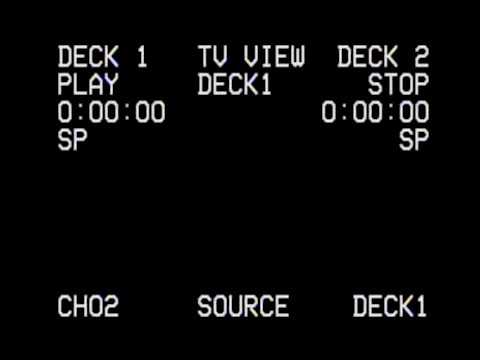 DECK 1 TV VIEW DECK 2
PLAY DECK1 STOP
0:00:00 0:00:00
SP SP
CH02 SOURCE DECK1